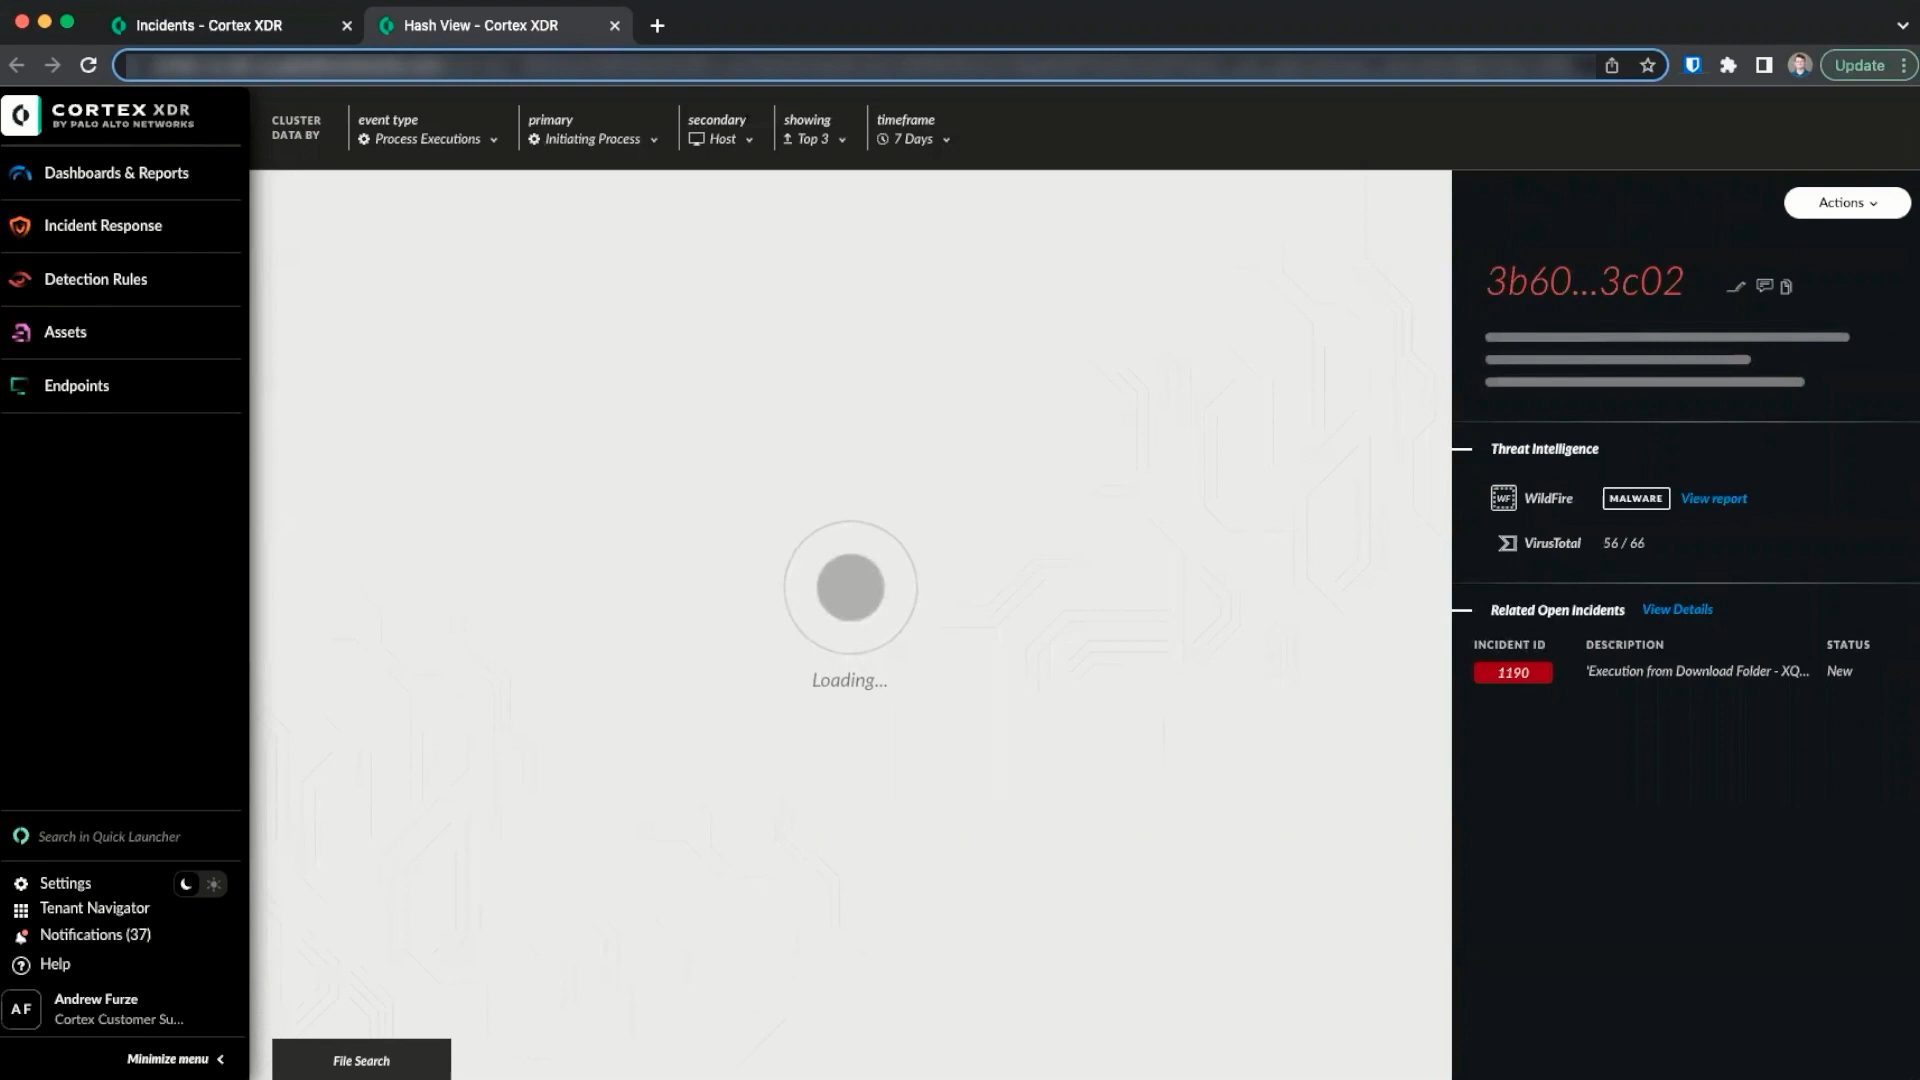 Incidents - Cortex XDR
Hash View - Cortex XDR
Update
CORTEX XDR
BY PALO ALTO NETWORKS
Dashboards & Reports
Incident Response
Detection Rules
Assets
Endpoints
Search in Quick Launcher
Settings
Tenant Navigator
Notifications (37)
Help
AF
Andrew Furze
Cortex Customer Su...
Minimize menu
CLUSTER
DATA BY
event type
Process Executions
primary
Initiating Process
secondary
Host
showing
Top 3
timeframe
7 Days
Loading...
File Search
Actions
3b60...3c02
Threat Intelligence
WF WildFire MALWARE View report
VirusTotal 56 / 66
Related Open Incidents View Details
INCIDENT ID DESCRIPTION STATUS
1190 'Execution from Download Folder - XQ... New